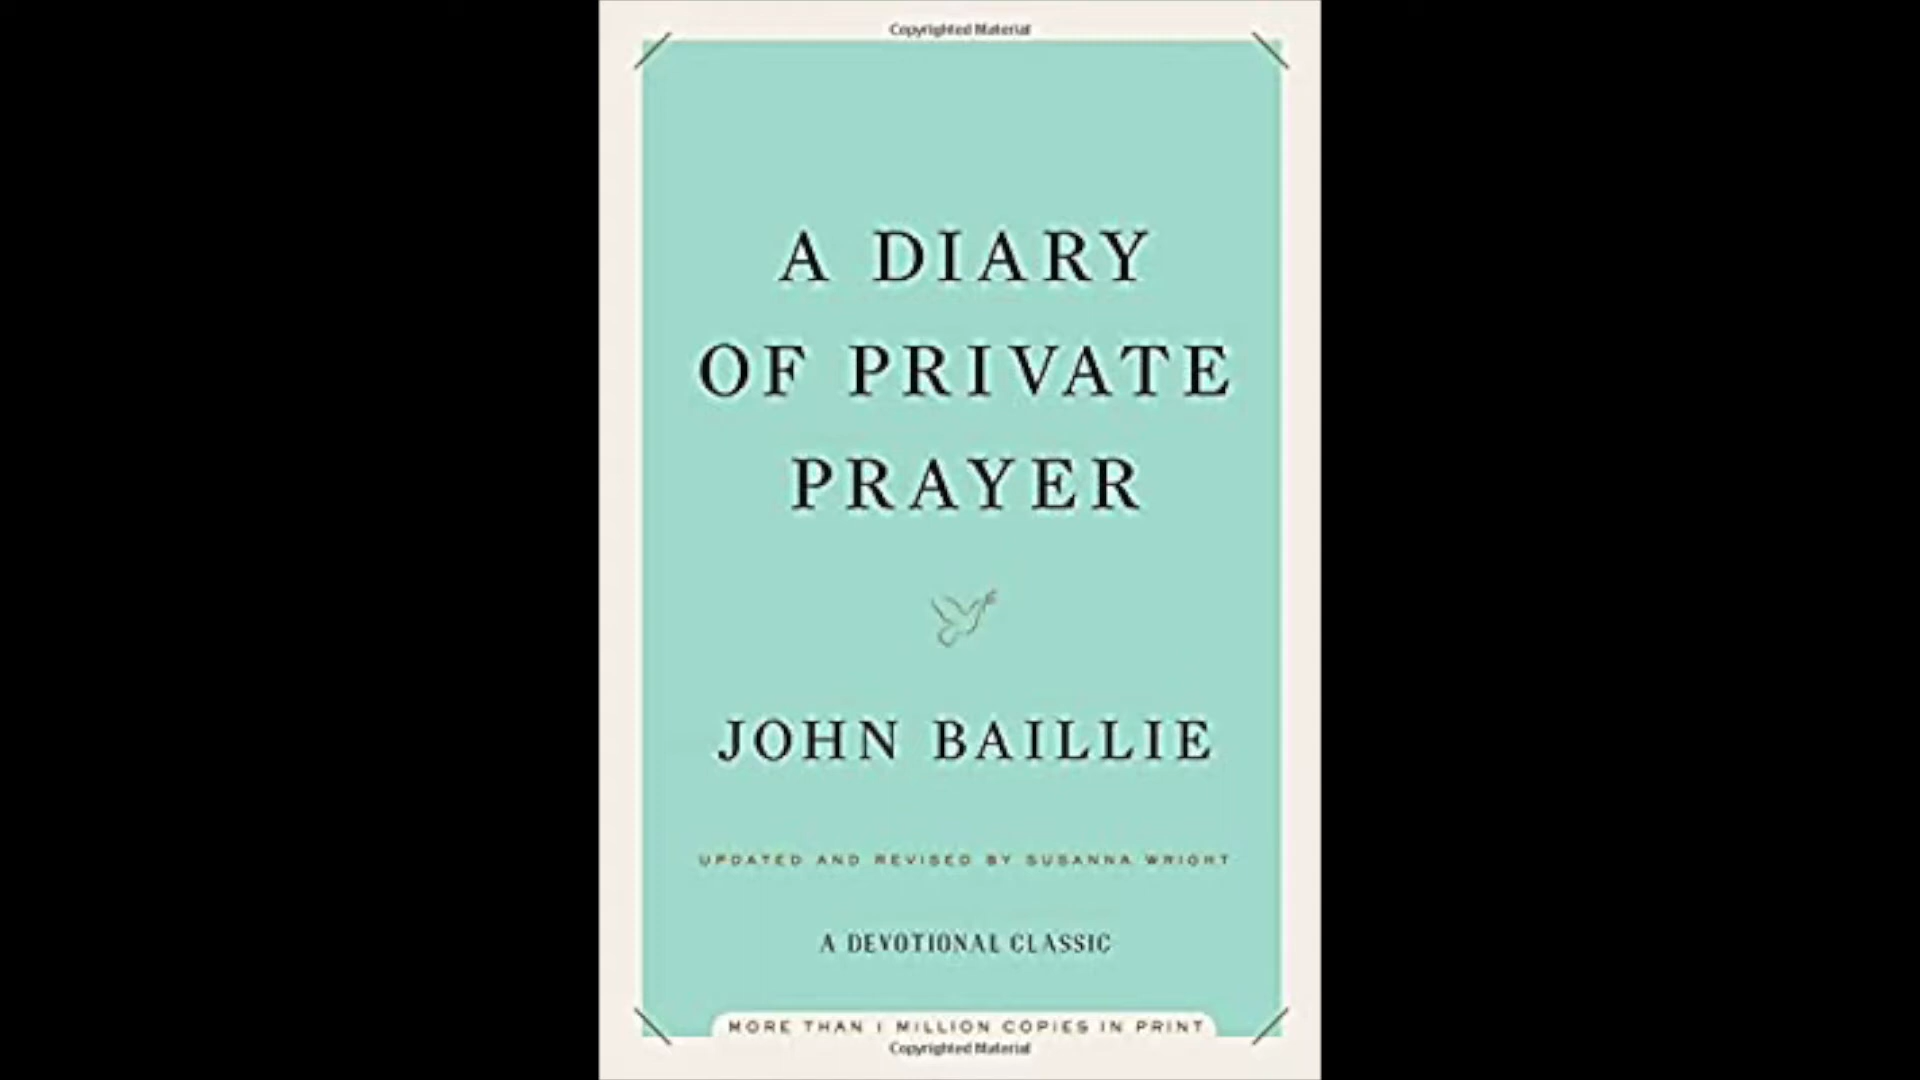 Copyrighted Material
A DIARY
OF PRIVATE
PRAYER
JOHN BAILLIE
UPDATED AND REVISED BY SUSANNA WRIGHT
A DEVOTIONAL CLASSIC
MORE THAN 1 MILLION COPIES IN PRINT
Copyrighted Material